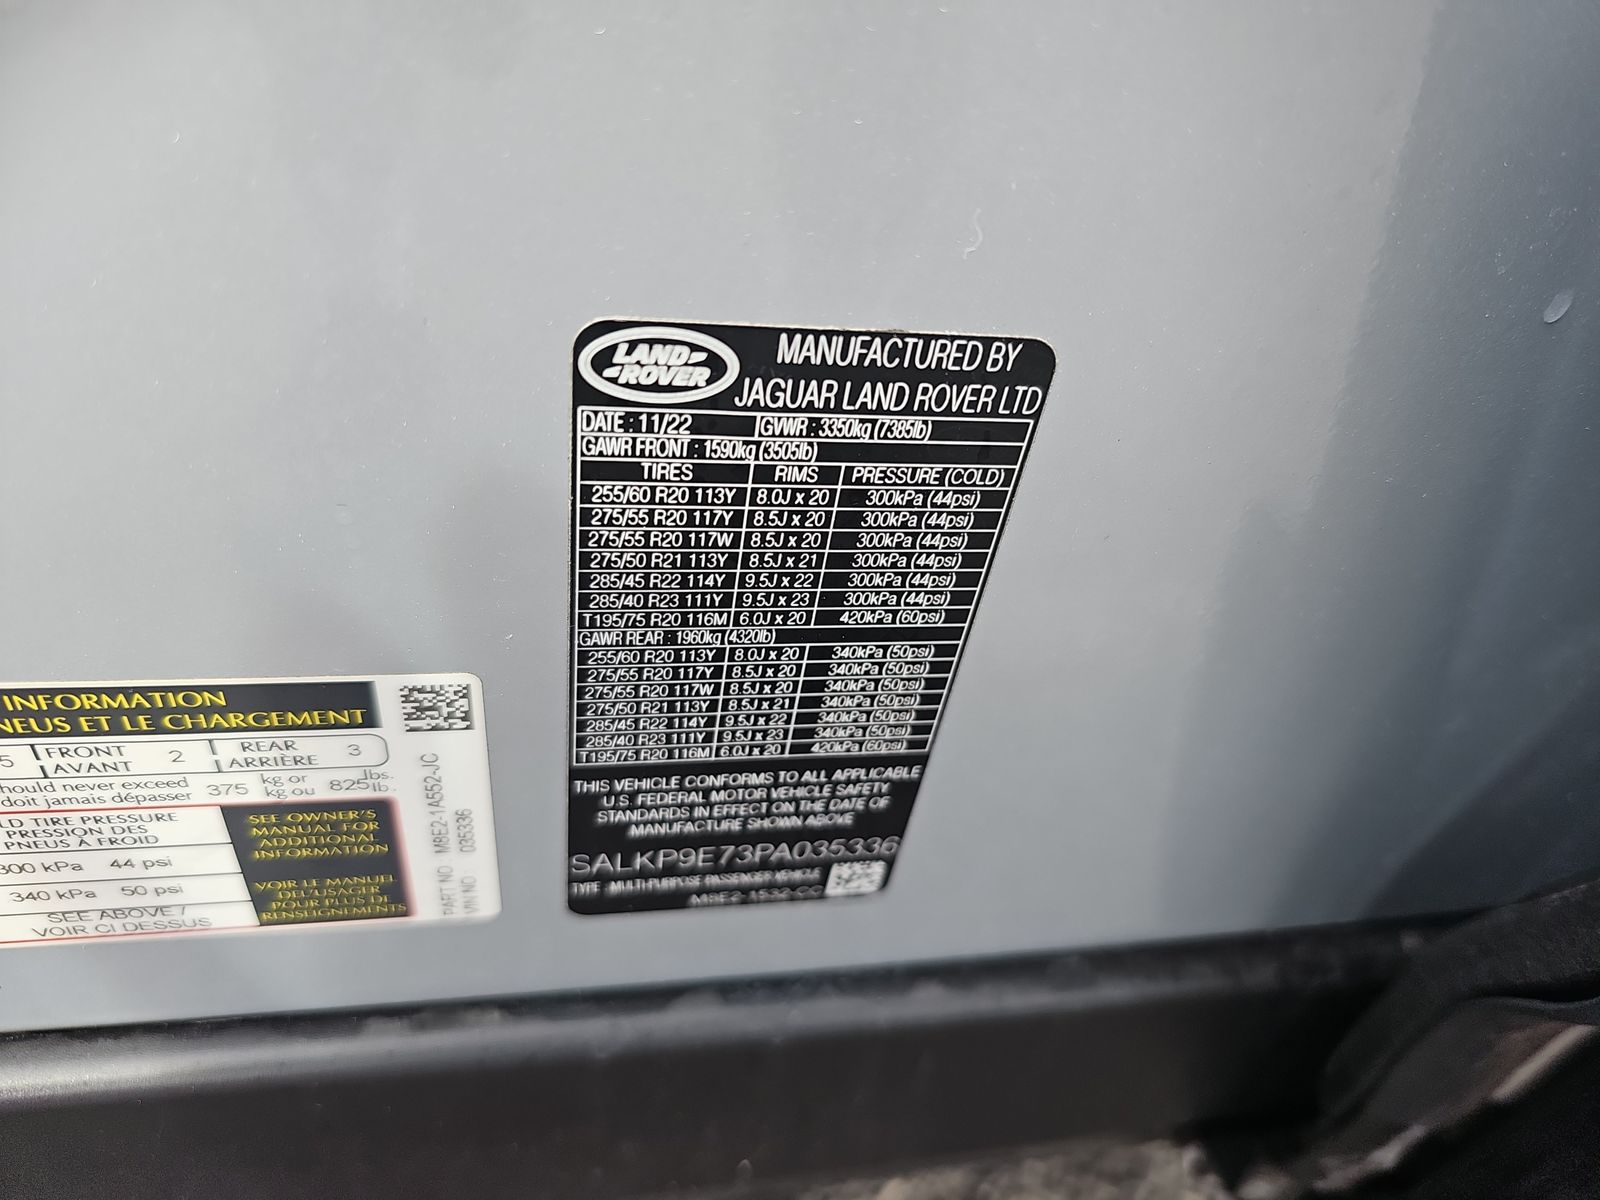 LAND-
-ROVER
MANUFACTURED BY
JAGUAR LAND ROVER LTD
DATE : 11/22 GVWR : 3350kg (7385lb)
GAWR FRONT : 1590kg (3505lb)
TIRES RIMS PRESSURE (COLD)
255/60 R20 113Y 8.0J x 20 300kPa (44psi)
275/55 R20 117Y 8.5J x 20 300kPa (44psi)
275/55 R20 117W 8.5J x 20 300kPa (44psi)
275/50 R21 113Y 8.5J x 21 300kPa (44psi)
285/45 R22 114Y 9.5J x 22 300kPa (44psi)
285/40 R23 111Y 9.5J x 23 300kPa (44psi)
T195/75 R20 116M 6.0J x 20 420kPa (60psi)
GAWR REAR : 1960kg (4320lb)
255/60 R20 113Y 8.0J x 20 340kPa (50psi)
275/55 R20 117Y 8.5J x 20 340kPa (50psi)
275/55 R20 117W 8.5J x 20 340kPa (50psi)
275/50 R21 113Y 8.5J x 21 340kPa (50psi)
285/45 R22 114Y 9.5J x 22 340kPa (50psi)
285/40 R23 111Y 9.5J x 23 340kPa (50psi)
T195/75 R20 116M 6.0J x 20 420kPa (60psi)
THIS VEHICLE CONFORMS TO ALL APPLICABLE
U.S. FEDERAL MOTOR VEHICLE SAFETY
STANDARDS IN EFFECT ON THE DATE OF
MANUFACTURE SHOWN ABOVE
SALKP9E73PA035336
TYPE : MULTI-PURPOSE PASSENGER VEHICLE
INFORMATION
NEUS ET LE CHARGEMENT
5 FRONT 2 REAR 3
AVANT ARRIÈRE
hould never exceed 375 kg or 825 lbs.
doit jamais dépasser kg ou lb.
LD TIRE PRESSURE
PRESSION DES
PNEUS À FROID
300 kPa 44 psi
340 kPa 50 psi
SEE ABOVE /
VOIR CI DESSUS
SEE OWNER'S
MANUAL FOR
ADDITIONAL
INFORMATION
VOIR LE MANUEL
DE L'USAGER
POUR PLUS DE
RENSEIGNEMENTS
PART NO : M8E2-1A552-JC
VIN NO : 035336